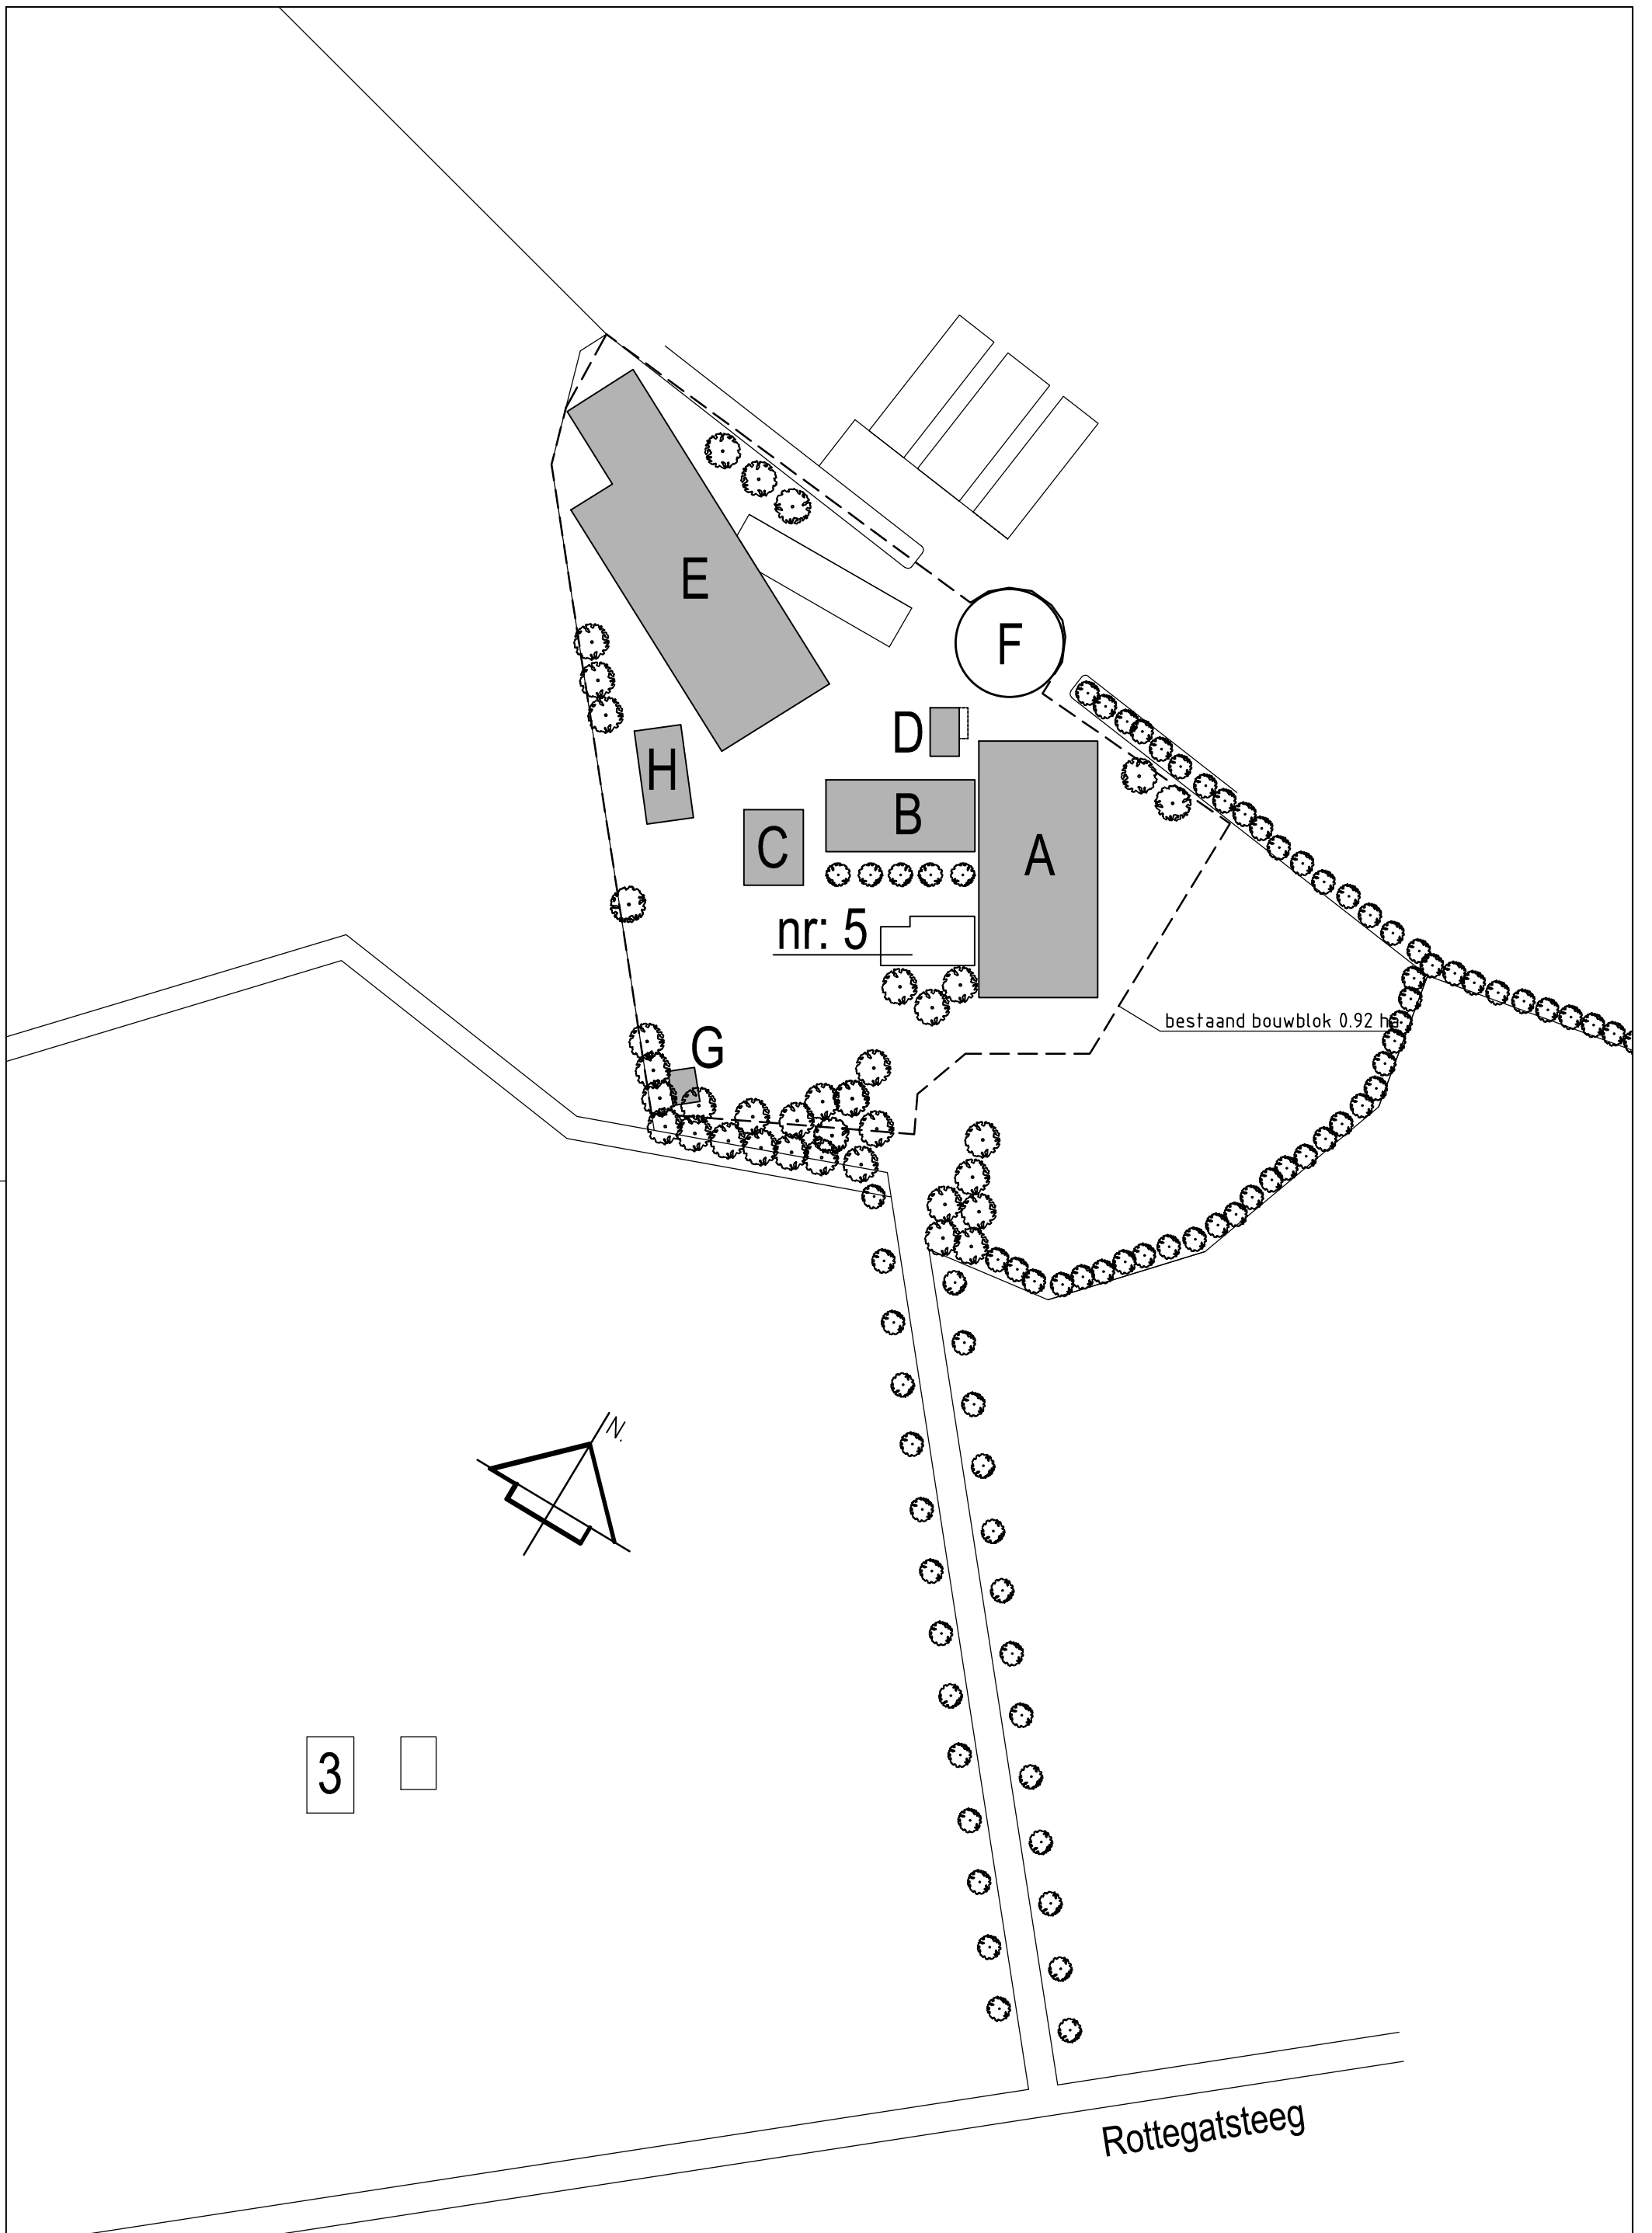 E
F
D
H
B
C
A
nr: 5
bestaand bouwblok 0.92 ha
G
N.
3
Rottegatsteeg